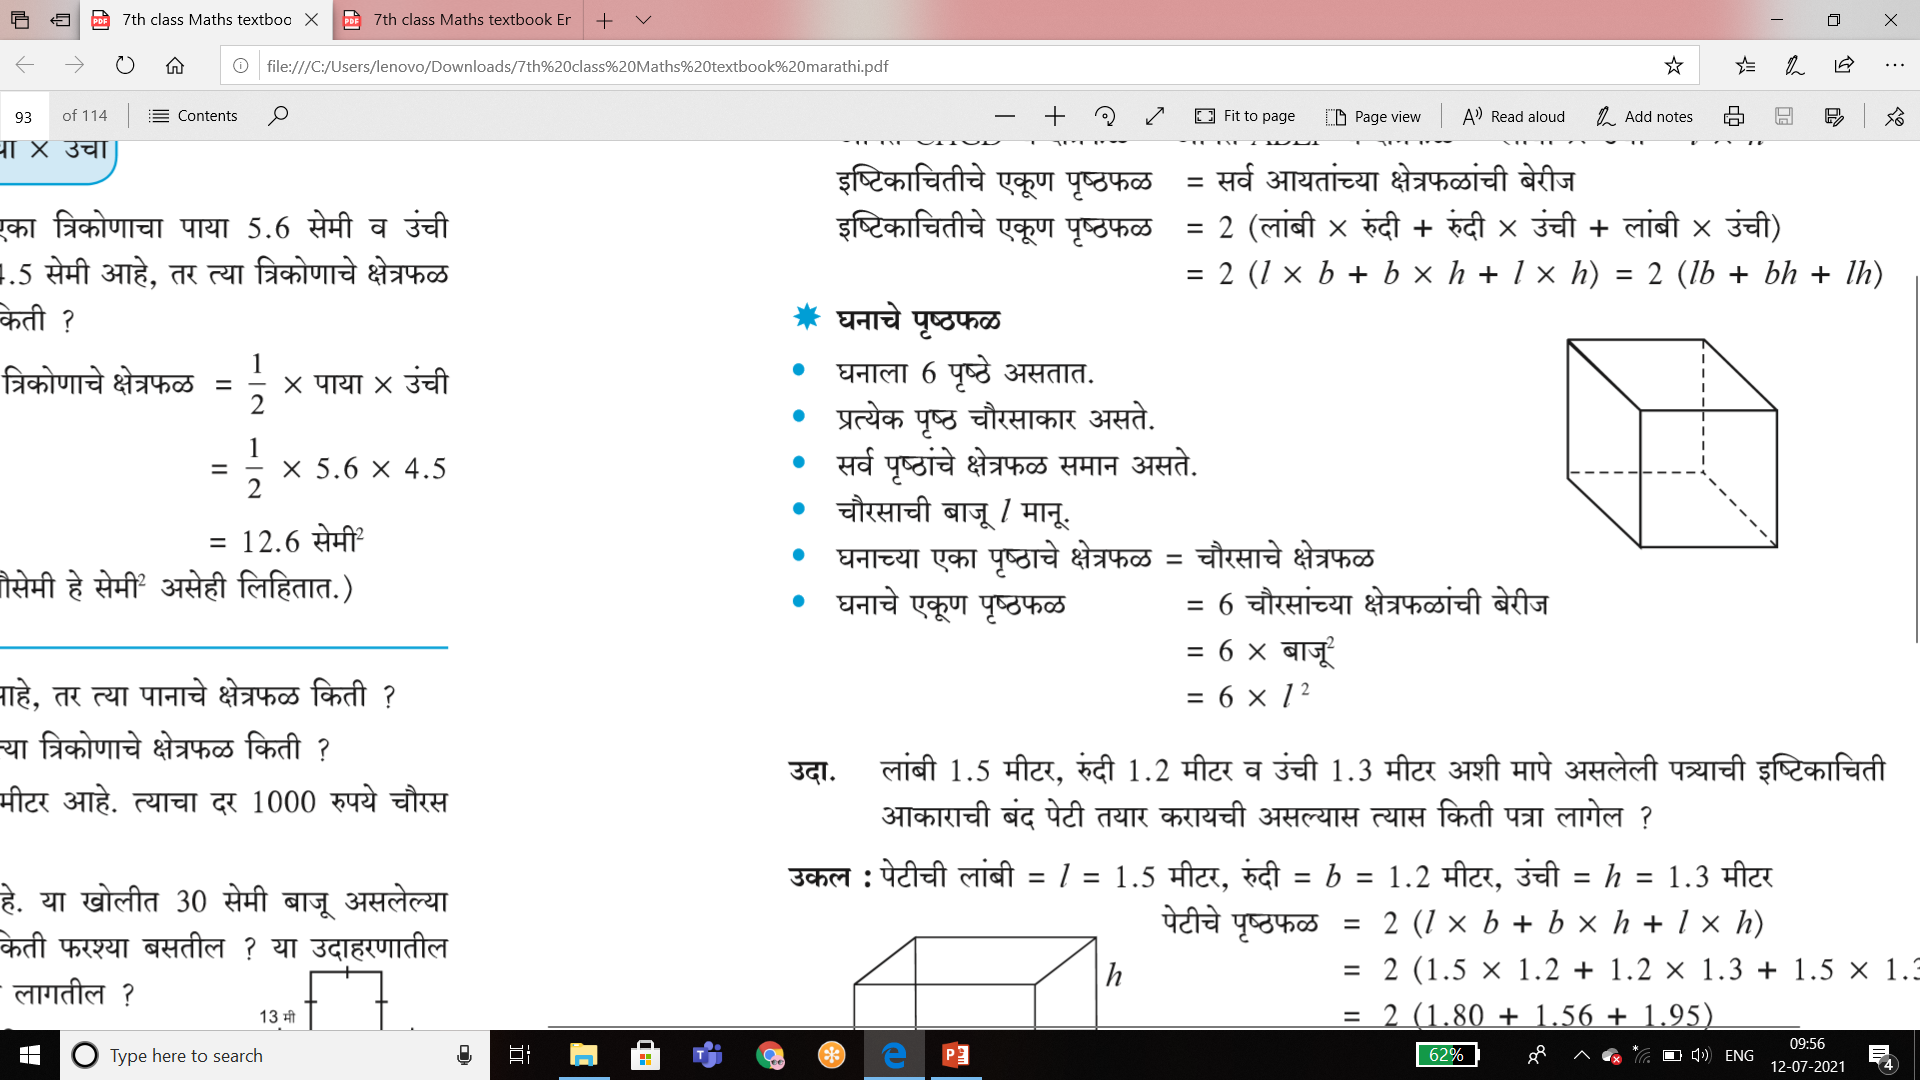 7th class Maths textboo
7th class Maths textbook Er
file:///C:/Users/lenovo/Downloads/7th%20class%20Maths%20textbook%20marathi.pdf
93 of 114
Contents
Fit to page
Page view
Read aloud
Add notes
या × उंची
एका त्रिकोणाचा पाया 5.6 सेमी व उंची
4.5 सेमी आहे, तर त्या त्रिकोणाचे क्षेत्रफळ
किती ?
त्रिकोणाचे क्षेत्रफळ = 1/2 × पाया × उंची
= 1/2 × 5.6 × 4.5
= 12.6 सेमी²
चौसेमी हे सेमी² असेही लिहितात.)
आहे, तर त्या पानाचे क्षेत्रफळ किती ?
त्या त्रिकोणाचे क्षेत्रफळ किती ?
मीटर आहे. त्याचा दर 1000 रुपये चौरस
हे. या खोलीत 30 सेमी बाजू असलेल्या
किती फरश्या बसतील ? या उदाहरणातील
लागतील ?
13 मी
इष्टिकाचितीचे एकूण पृष्ठफळ = सर्व आयतांच्या क्षेत्रफळांची बेरीज
इष्टिकाचितीचे एकूण पृष्ठफळ = 2 (लांबी × रुंदी + रुंदी × उंची + लांबी × उंची)
= 2 (l × b + b × h + l × h) = 2 (lb + bh + lh)
घनाचे पृष्ठफळ
• घनाला 6 पृष्ठे असतात.
• प्रत्येक पृष्ठ चौरसाकार असते.
• सर्व पृष्ठांचे क्षेत्रफळ समान असते.
• चौरसाची बाजू l मानू.
• घनाच्या एका पृष्ठाचे क्षेत्रफळ = चौरसाचे क्षेत्रफळ
• घनाचे एकूण पृष्ठफळ = 6 चौरसांच्या क्षेत्रफळांची बेरीज
= 6 × बाजू²
= 6 × l²
उदा. लांबी 1.5 मीटर, रुंदी 1.2 मीटर व उंची 1.3 मीटर अशी मापे असलेली पत्र्याची इष्टिकाचिती
आकाराची बंद पेटी तयार करायची असल्यास त्यास किती पत्रा लागेल ?
उकल : पेटीची लांबी = l = 1.5 मीटर, रुंदी = b = 1.2 मीटर, उंची = h = 1.3 मीटर
पेटीचे पृष्ठफळ = 2 (l × b + b × h + l × h)
= 2 (1.5 × 1.2 + 1.2 × 1.3 + 1.5 × 1.3
= 2 (1.80 + 1.56 + 1.95)
h
Type here to search
62%
ENG
09:56
12-07-2021
4